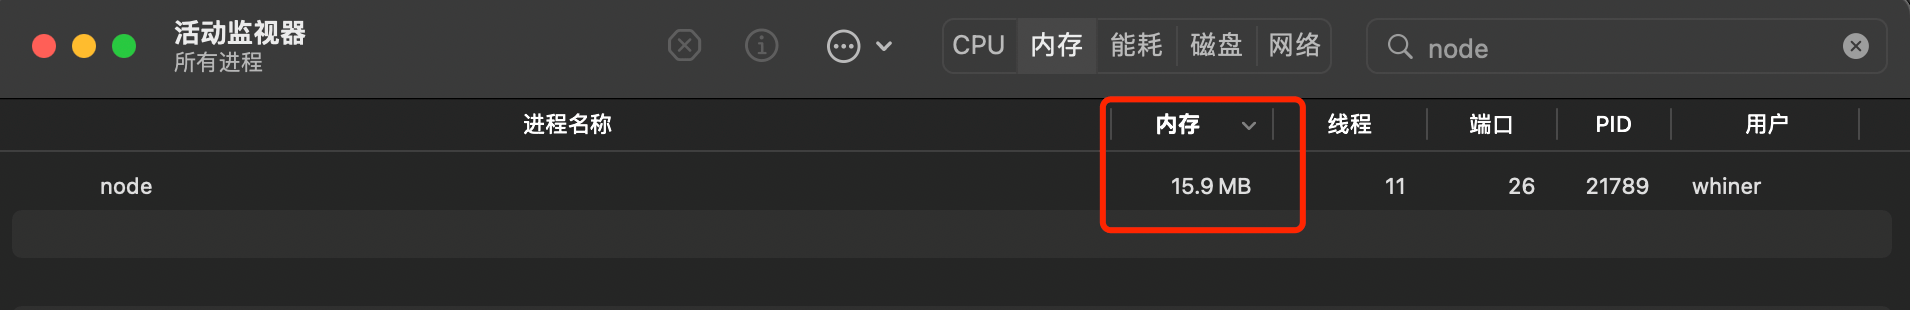 活动监视器
所有进程
CPU 内存 能耗 磁盘 网络
node
进程名称 内存 线程 端口 PID 用户
node 15.9 MB 11 26 21789 whiner